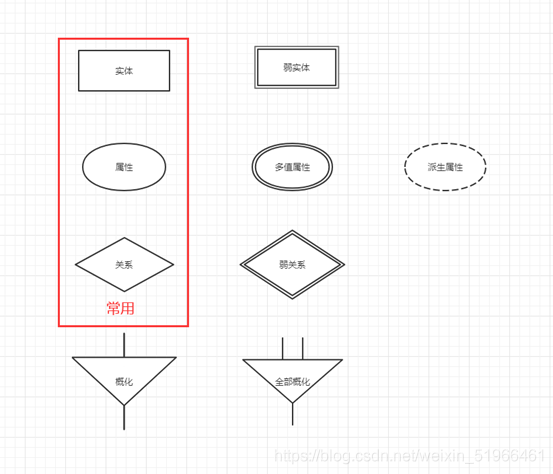 实体
弱实体
属性
多值属性
派生属性
关系
弱关系
常用
概化
全部概化
https://blog.csdn.net/weixin_51966461